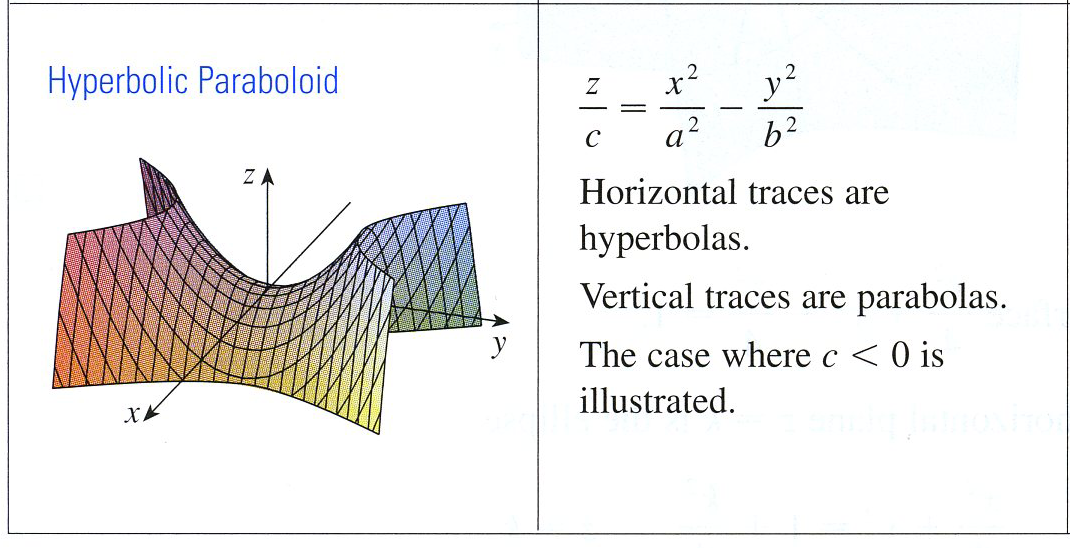 Hyperbolic Paraboloid
z
x
y
z/c = x²/a² − y²/b²
Horizontal traces are
hyperbolas.
Vertical traces are parabolas.
The case where c < 0 is
illustrated.